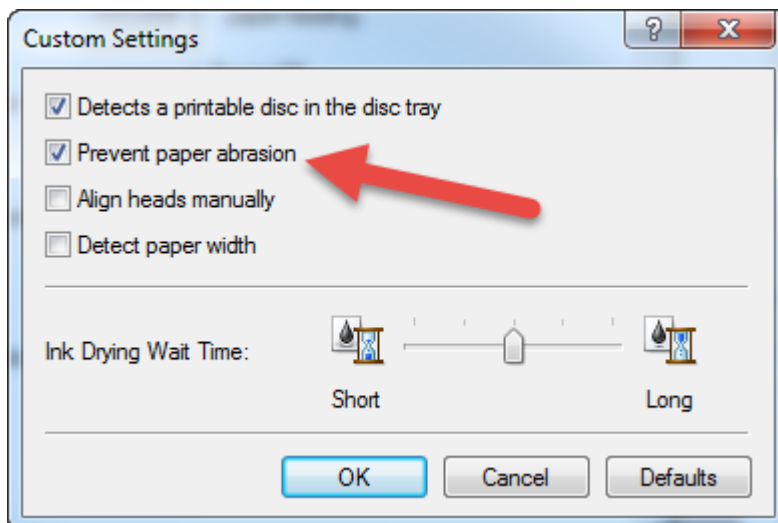 Custom Settings
Detects a printable disc in the disc tray
Prevent paper abrasion
Align heads manually
Detect paper width
Ink Drying Wait Time:
Short Long
OK Cancel Defaults